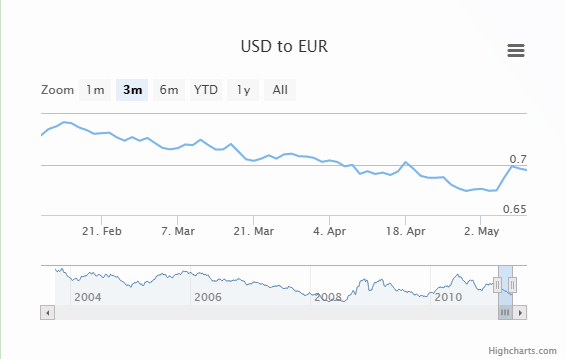 USD to EUR
Zoom 1m 3m 6m YTD 1y All
0.7
0.65
21. Feb 7. Mar 21. Mar 4. Apr 18. Apr 2. May
2004 2006 2008 2010
Highcharts.com